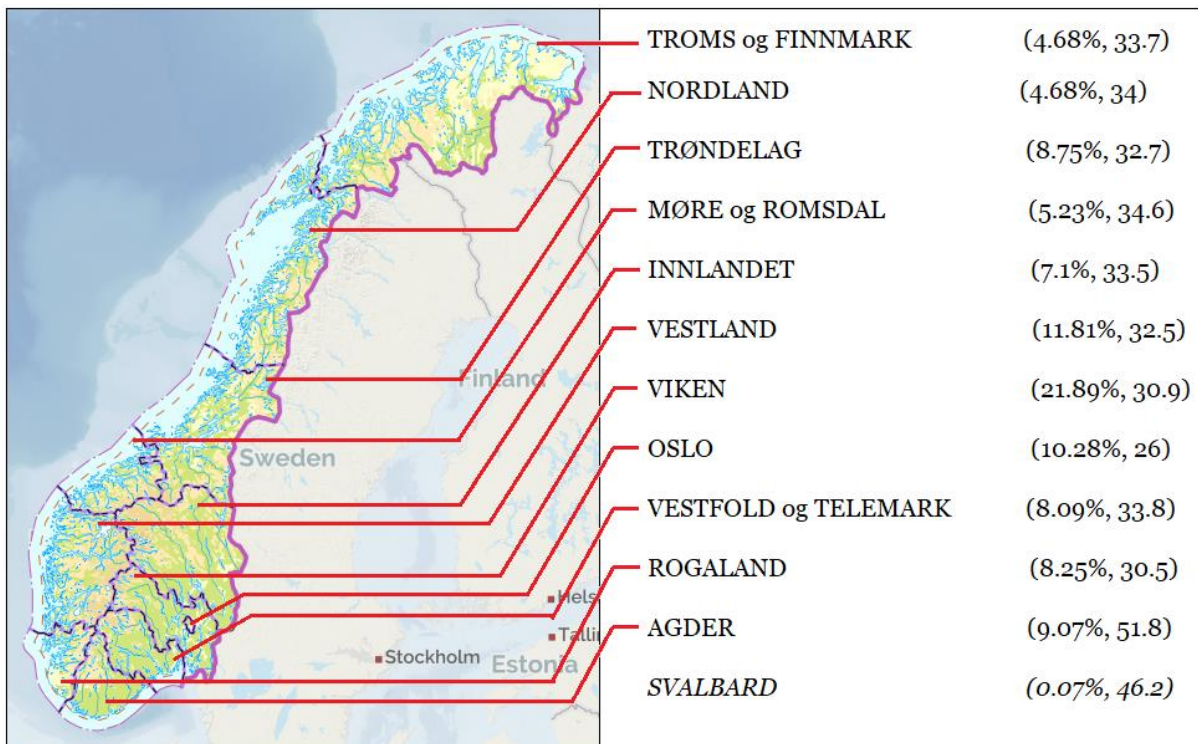 TROMS og FINNMARK (4.68%, 33.7)
NORDLAND (4.68%, 34)
TRØNDELAG (8.75%, 32.7)
MØRE og ROMSDAL (5.23%, 34.6)
INNLANDET (7.1%, 33.5)
VESTLAND (11.81%, 32.5)
Finland
VIKEN (21.89%, 30.9)
Sweden
OSLO (10.28%, 26)
VESTFOLD og TELEMARK (8.09%, 33.8)
ROGALAND (8.25%, 30.5)
Hels
AGDER (9.07%, 51.8)
Tallin
Stockholm
Estonia
SVALBARD (0.07%, 46.2)